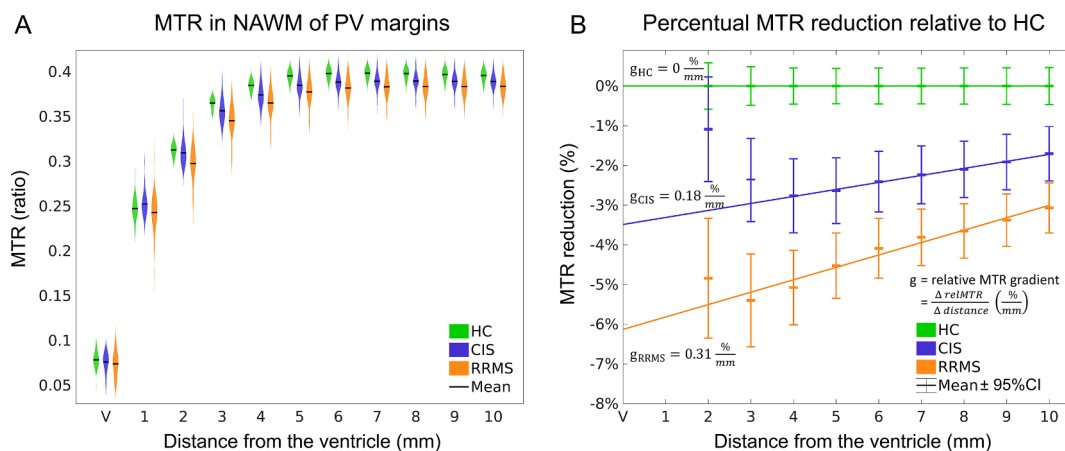 A
MTR in NAWM of PV margins
MTR (ratio)
0.4
0.35
0.3
0.25
0.2
0.15
0.1
0.05
HC
CIS
RRMS
Mean
V 1 2 3 4 5 6 7 8 9 10
Distance from the ventricle (mm)
B
Percentual MTR reduction relative to HC
MTR reduction (%)
0%
-1%
-2%
-3%
-4%
-5%
-6%
-7%
-8%
gHC = 0 %/mm
gCIS = 0.18 %/mm
gRRMS = 0.31 %/mm
g = relative MTR gradient
= Δ relMTR / Δ distance (%/mm)
HC
CIS
RRMS
Mean ± 95%CI
V 1 2 3 4 5 6 7 8 9 10
Distance from the ventricle (mm)